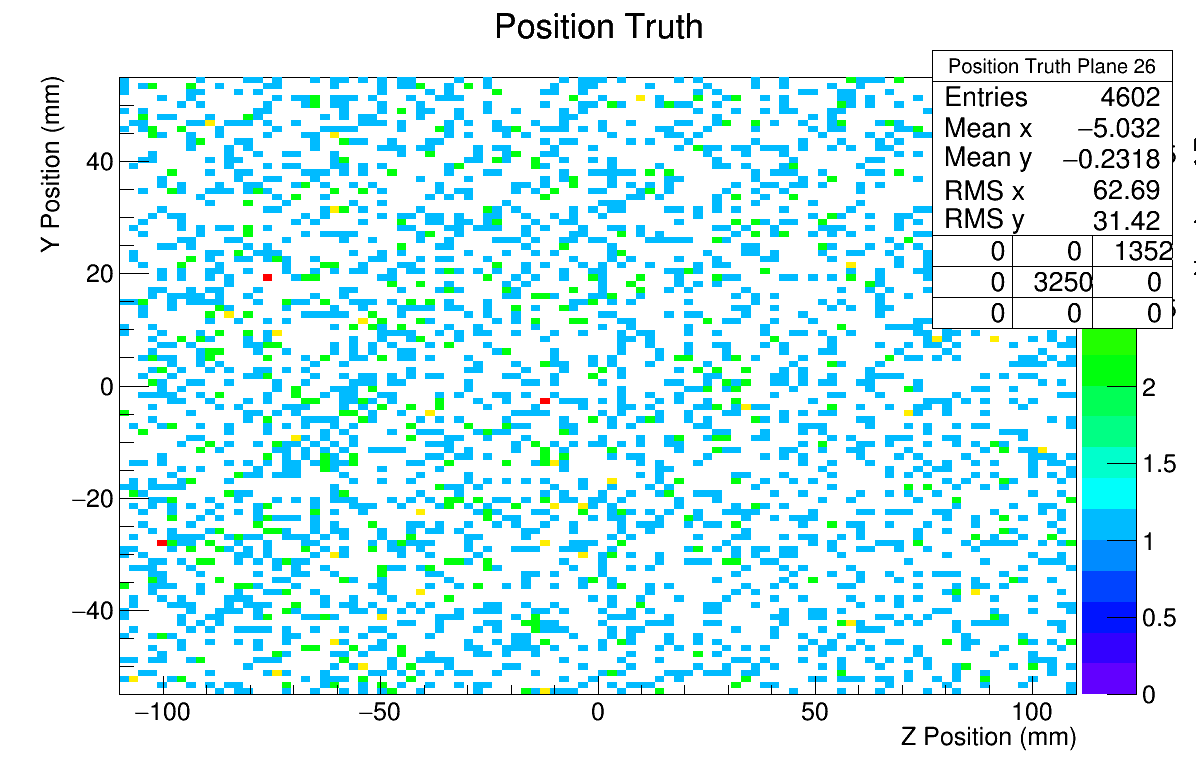 Position Truth
Position Truth Plane 26
Entries 4602
Mean x −5.032
Mean y −0.2318
RMS x 62.69
RMS y 31.42
0 0 1352
0 3250 0
0 0 0
Y Position (mm)
40
20
0
−20
−40
2
1.5
1
0.5
0
−100 −50 0 50 100
Z Position (mm)